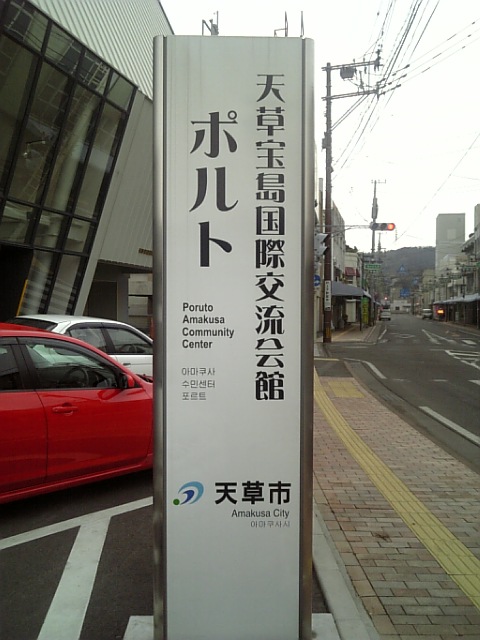 天草宝島国際交流会館
ポルト
Poruto
Amakusa
Community
Center
아마쿠사
수민센터
포르트
天草市
Amakusa City
아마쿠사시